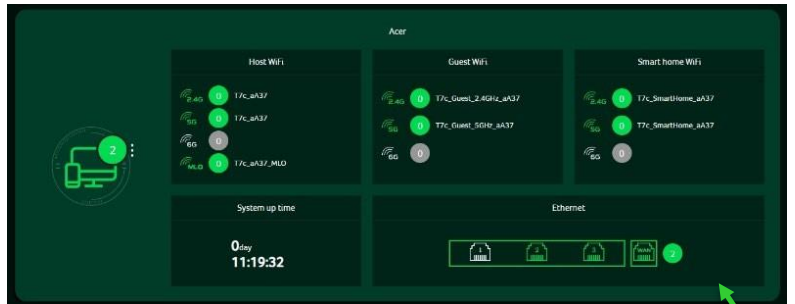 Acer
Host WiFi
2.4G 0 T7c_aA37
5G 0 T7c_aA37
6G 0
MLO 0 T7c_aA37_MLO
Guest WiFi
2.4G 0 T7c_Guest_2.4GHz_aA37
5G 0 T7c_Guest_5GHz_aA37
6G 0
Smart home WiFi
2.4G 0 T7c_SmartHome_aA37
5G 0 T7c_SmartHome_aA37
6G 0
2
System up time
0day
11:19:32
Ethernet
1 2 3 WAN 2